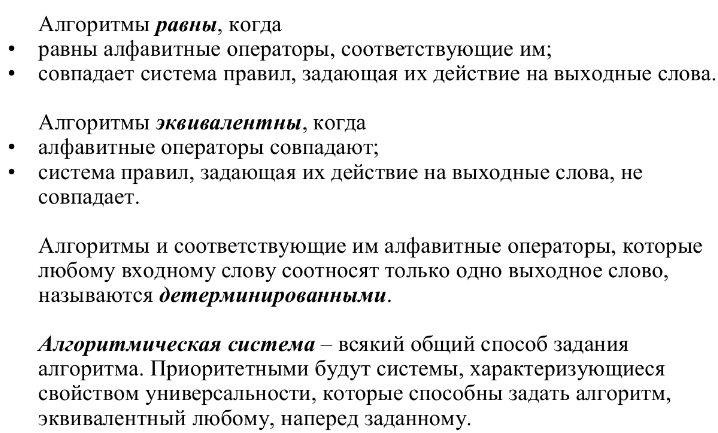 Алгоритмы равны, когда
• равны алфавитные операторы, соответствующие им;
• совпадает система правил, задающая их действие на выходные слова.
Алгоритмы эквивалентны, когда
• алфавитные операторы совпадают;
• система правил, задающая их действие на выходные слова, не
совпадает.
Алгоритмы и соответствующие им алфавитные операторы, которые
любому входному слову соотносят только одно выходное слово,
называются детерминированными.
Алгоритмическая система – всякий общий способ задания
алгоритма. Приоритетными будут системы, характеризующиеся
свойством универсальности, которые способны задать алгоритм,
эквивалентный любому, наперед заданному.